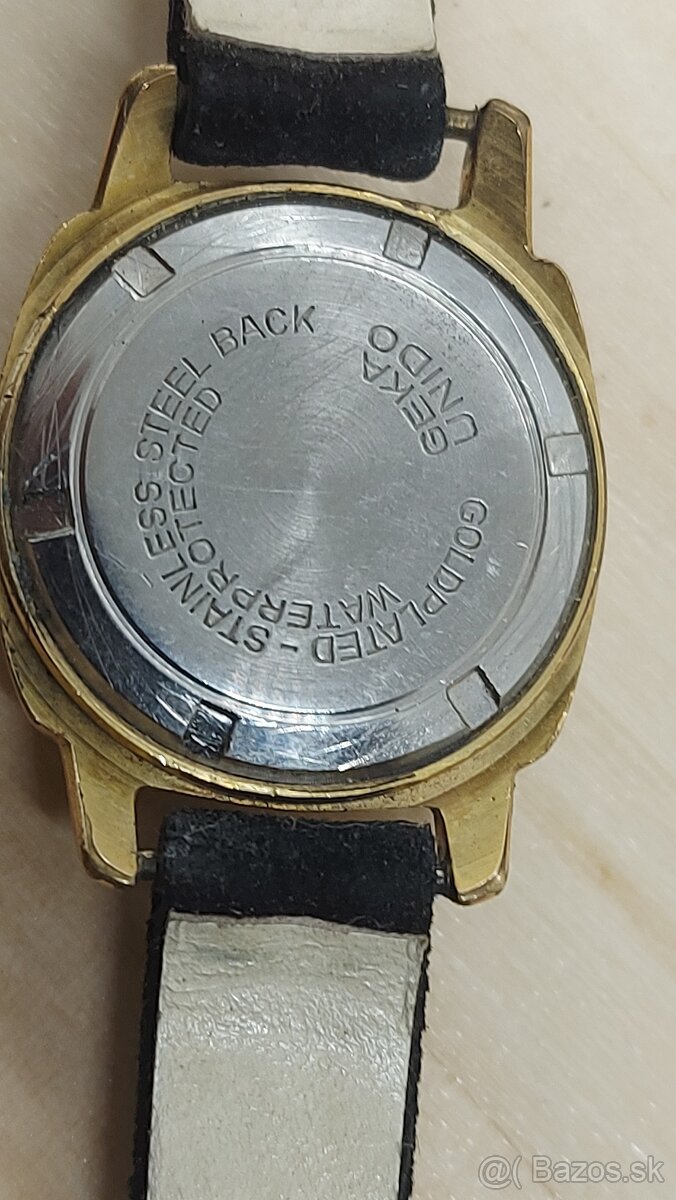 GEKA
UNIDO
GOLDPLATED - STAINLESS STEEL BACK
WATERPROTECTED
@( Bazos.sk